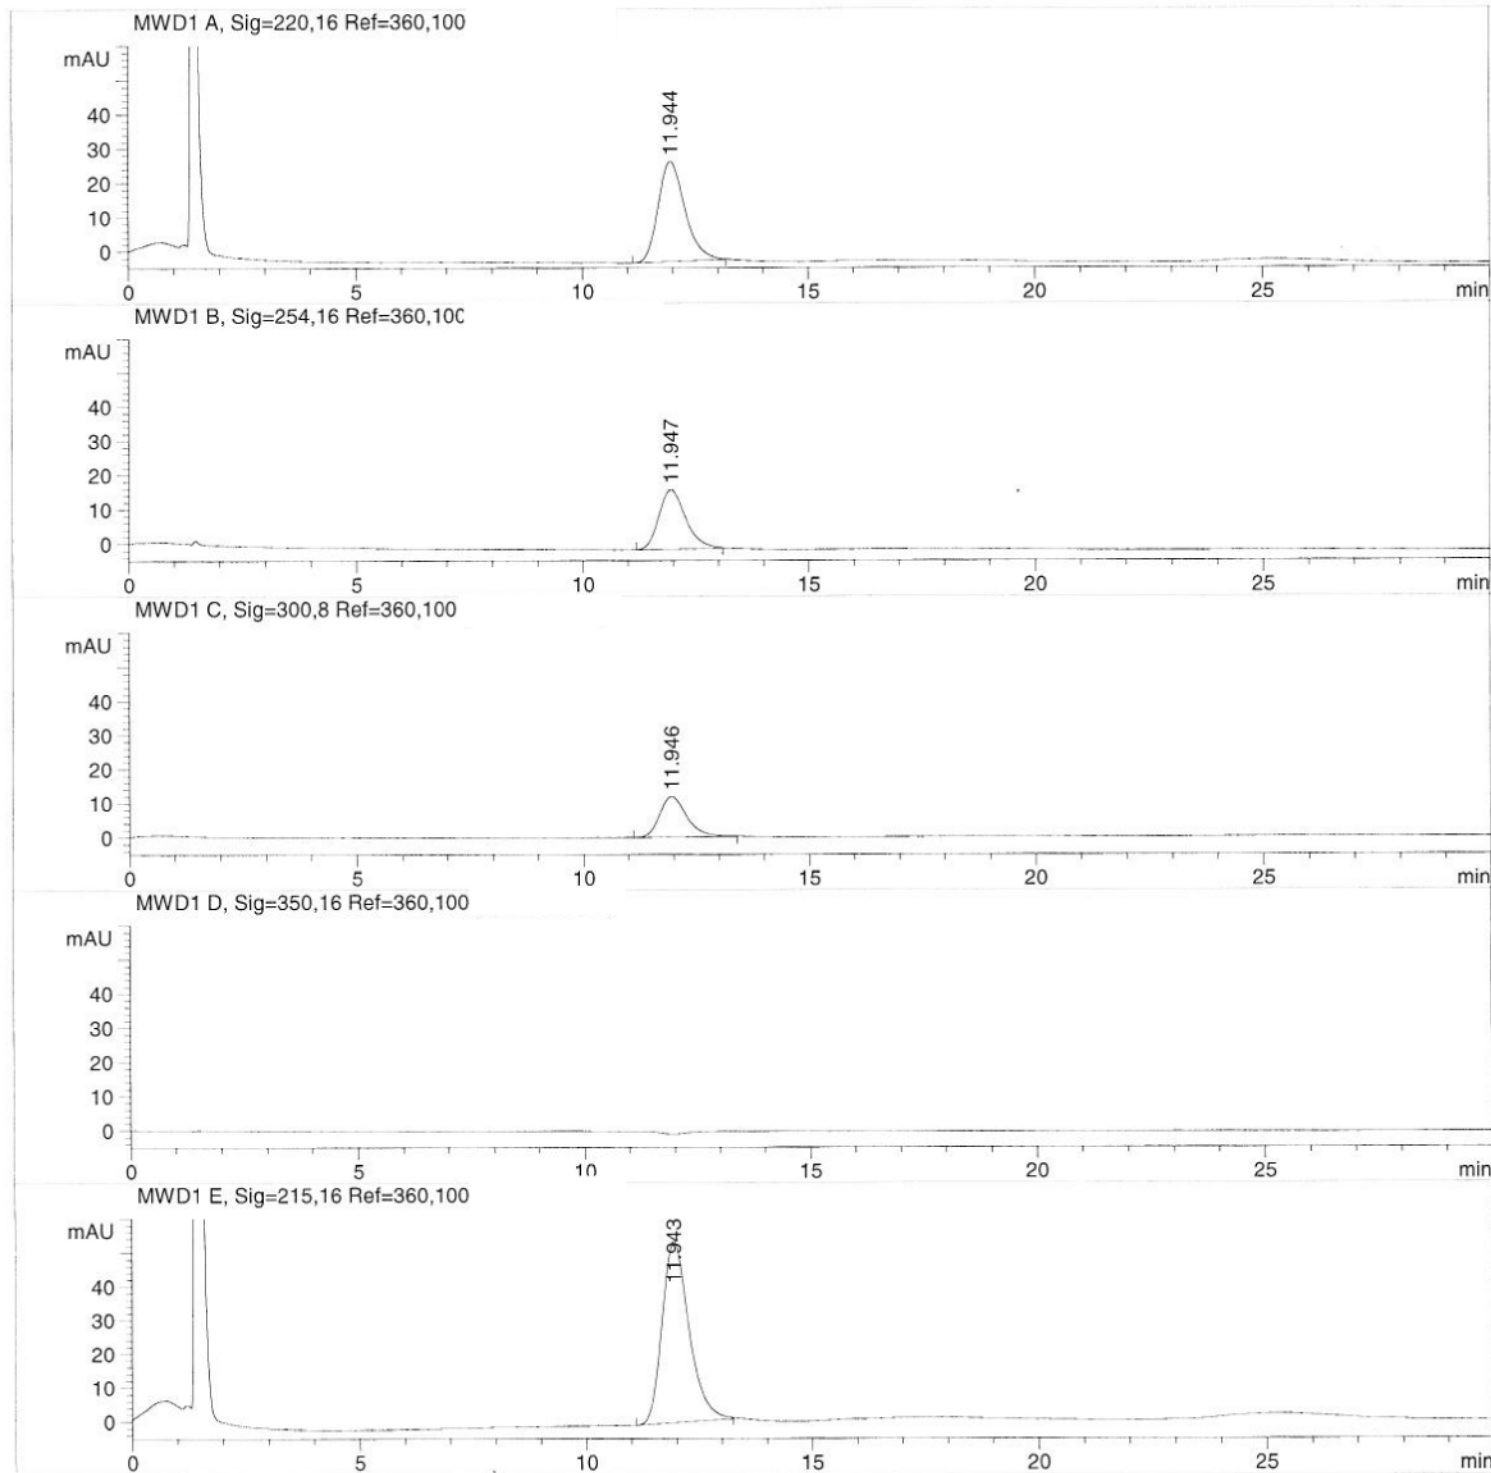 MWD1 A, Sig=220,16 Ref=360,100
mAU
40
30
20
10
0
11.944
0 5 10 15 20 25 min
MWD1 B, Sig=254,16 Ref=360,100
mAU
40
30
20
10
0
11.947
0 5 10 15 20 25 min
MWD1 C, Sig=300,8 Ref=360,100
mAU
40
30
20
10
0
11.946
0 5 10 15 20 25 min
MWD1 D, Sig=350,16 Ref=360,100
mAU
40
30
20
10
0
0 5 10 15 20 25 min
MWD1 E, Sig=215,16 Ref=360,100
mAU
40
30
20
10
0
11.943
0 5 10 15 20 25 min